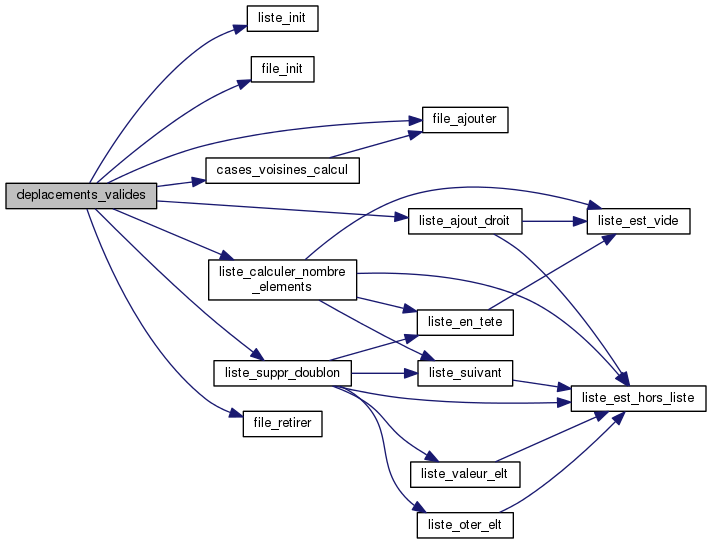 liste_init
file_init
file_ajouter
cases_voisines_calcul
deplacements_valides
liste_ajout_droit
liste_est_vide
liste_calculer_nombre
_elements
liste_en_tete
liste_suppr_doublon
liste_suivant
liste_est_hors_liste
file_retirer
liste_valeur_elt
liste_oter_elt